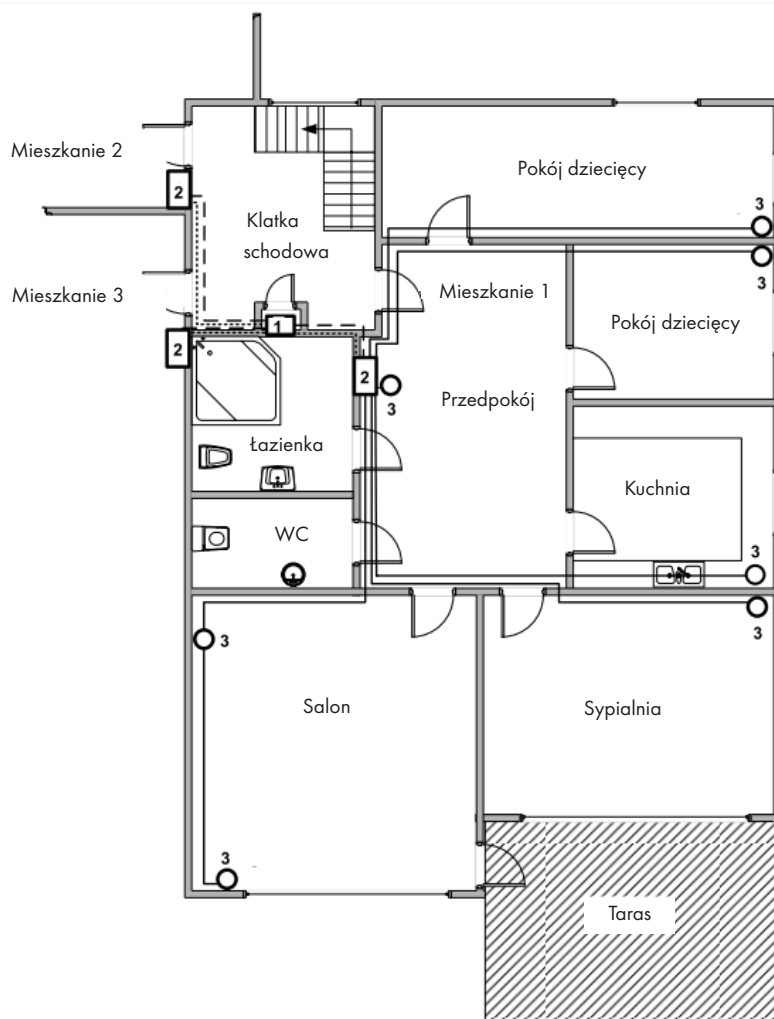 Mieszkanie 2
Pokój dziecięcy
2
3
Klatka
schodowa
3
Mieszkanie 3
Mieszkanie 1
Pokój dziecięcy
1
2
2
3
Przedpokój
Łazienka
Kuchnia
WC
3
3
3
Salon
Sypialnia
3
Taras